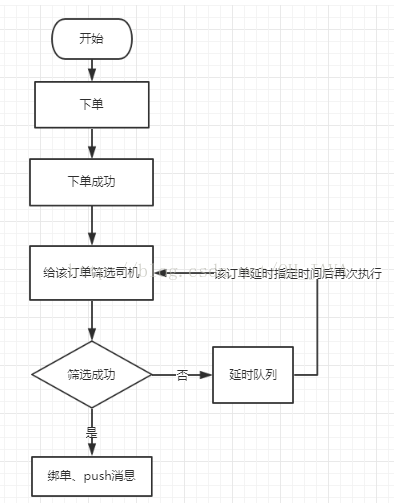 开始
下单
下单成功
给该订单筛选司机
该订单延时指定时间后再次执行
筛选成功
否
延时队列
是
绑单、push消息